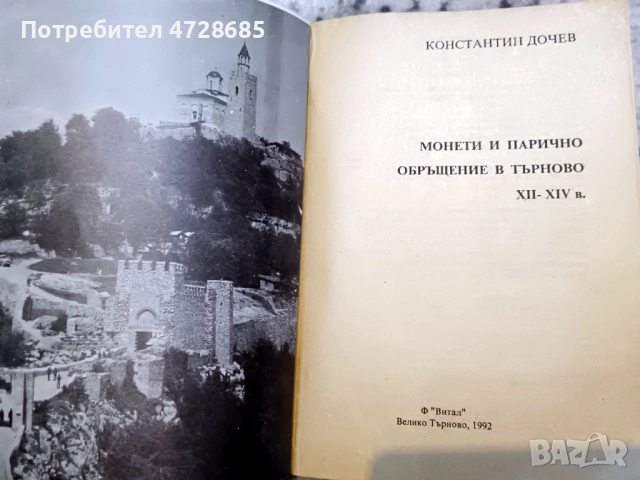 Потребител 4728685
КОНСТАНТИН ДОЧЕВ
МОНЕТИ И ПАРИЧНО
ОБРЪЩЕНИЕ В ТЪРНОВО
XII- XIV в.
Ф "Витал"
Велико Търново, 1992
BAZAR